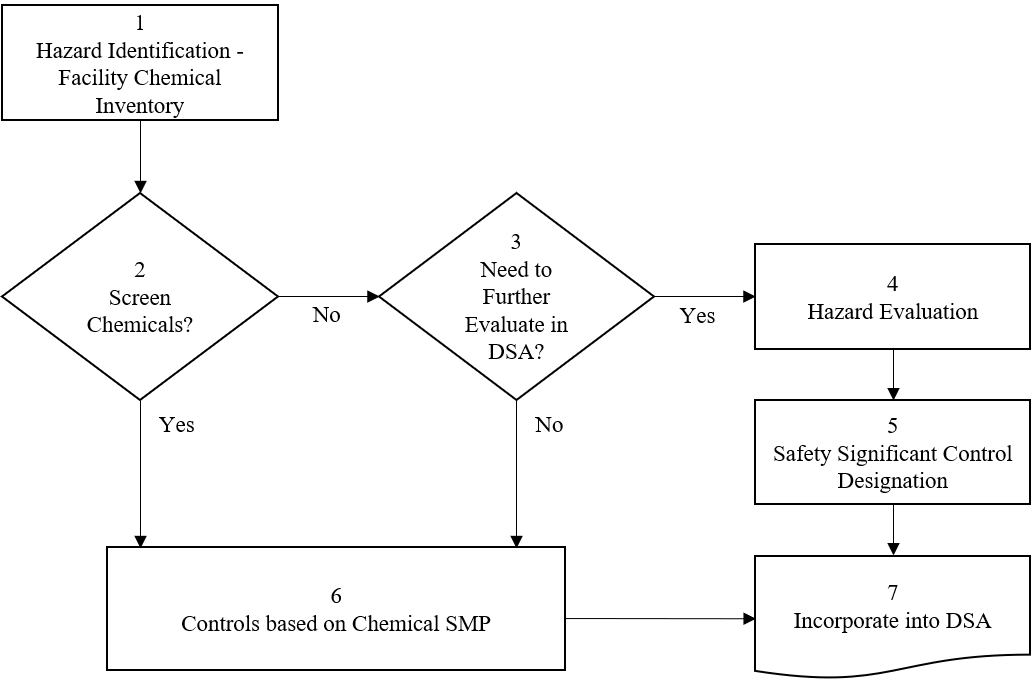 1
Hazard Identification -
Facility Chemical
Inventory
2
Screen
Chemicals?
No
3
Need to
Further
Evaluate in
DSA?
Yes
4
Hazard Evaluation
Yes
No
5
Safety Significant Control
Designation
6
Controls based on Chemical SMP
7
Incorporate into DSA